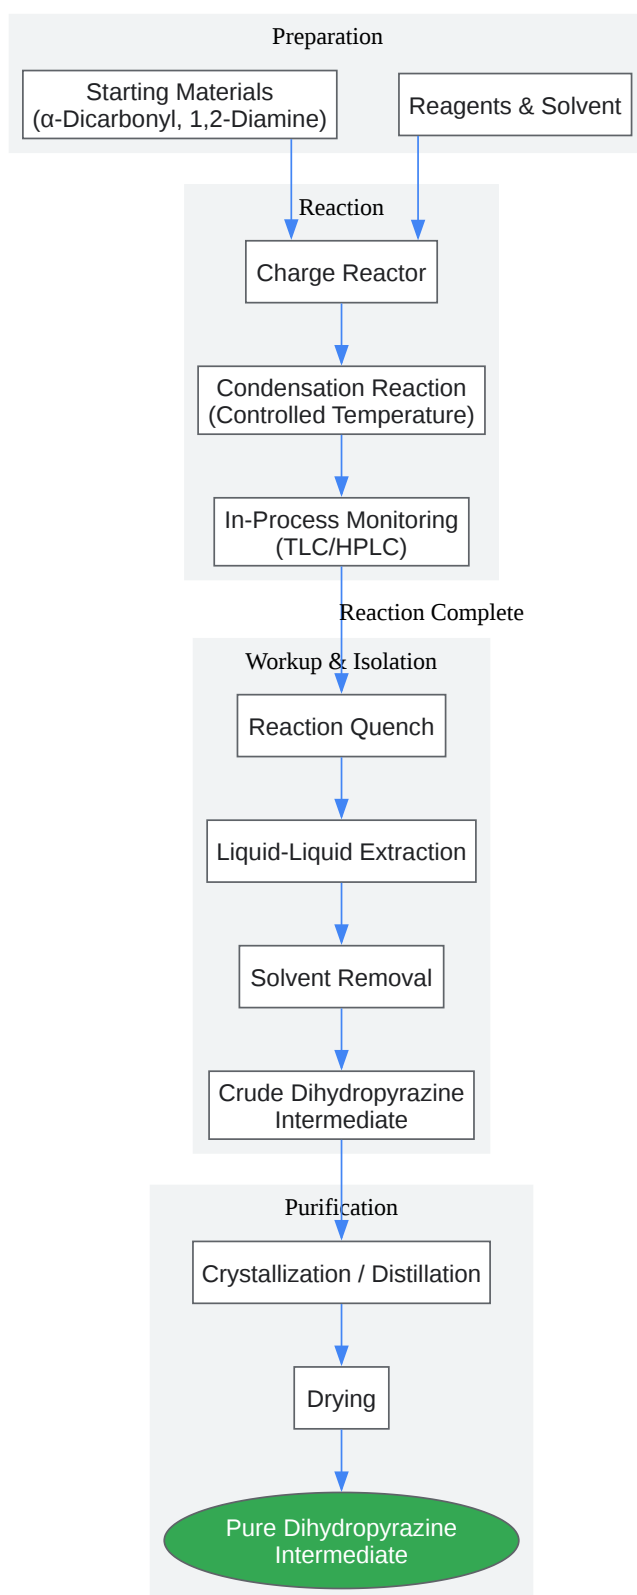 Preparation
Starting Materials
(α-Dicarbonyl, 1,2-Diamine)
Reagents & Solvent
Reaction
Charge Reactor
Condensation Reaction
(Controlled Temperature)
In-Process Monitoring
(TLC/HPLC)
Reaction Complete
Workup & Isolation
Reaction Quench
Liquid-Liquid Extraction
Solvent Removal
Crude Dihydropyrazine
Intermediate
Purification
Crystallization / Distillation
Drying
Pure Dihydropyrazine
Intermediate